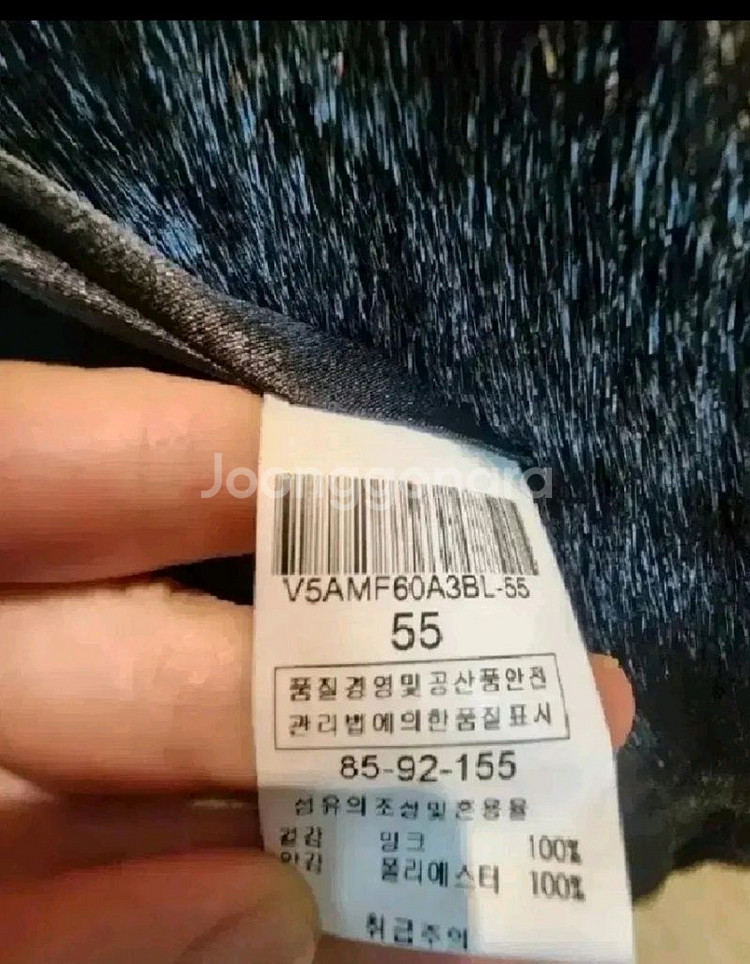 Joonggonara
V5AMF60A3BL-55
55
품질경영및공산품안전
관리법에의한품질표시
85-92-155
섬유의조성및혼용율
겉감 밍크 100%
안감 폴리에스터 100%
취급주의